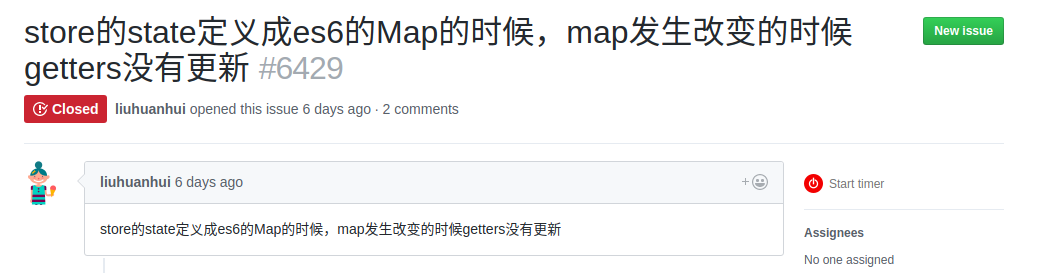 store的state定义成es6的Map的时候，map发生改变的时候
getters没有更新 #6429
New issue
Closed
liuhuanhui opened this issue 6 days ago · 2 comments
liuhuanhui 6 days ago
+
store的state定义成es6的Map的时候，map发生改变的时候getters没有更新
Start timer
Assignees
No one assigned